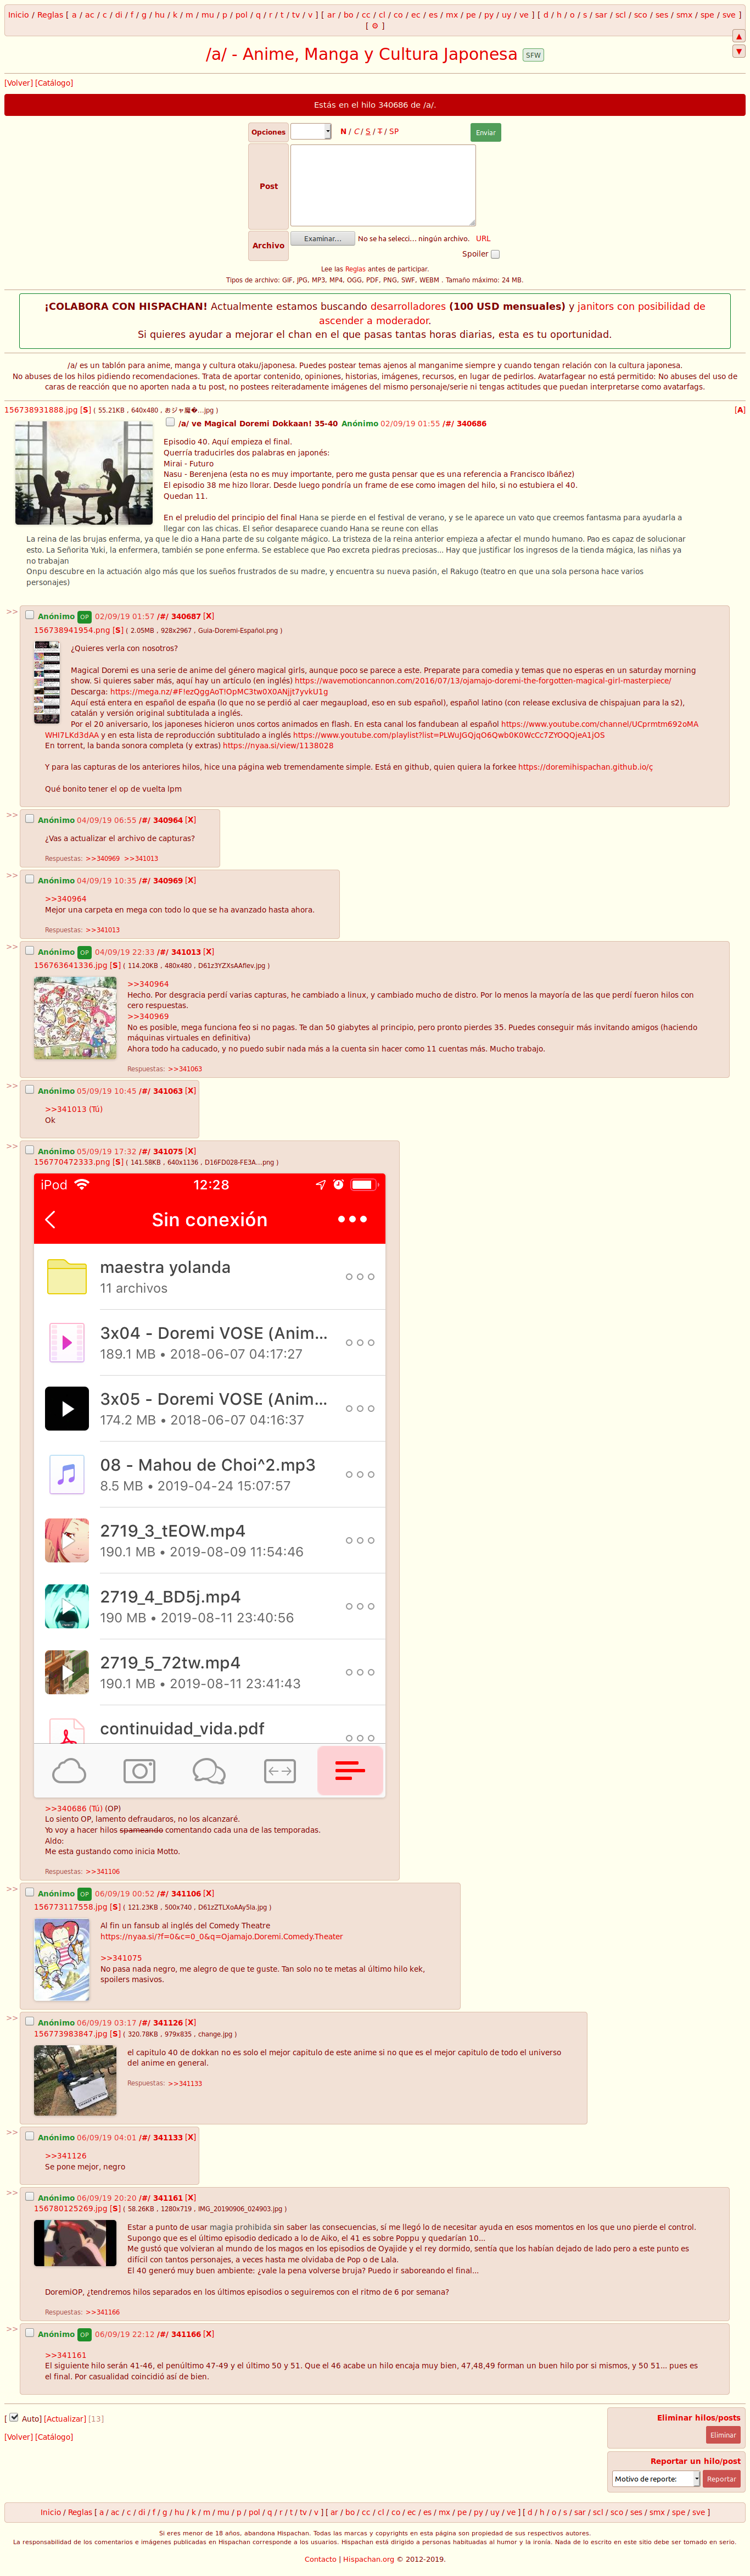 Inicio / Reglas [ a / ac / c / di / f / g / hu / k / m / mu / p / pol / q / r / t / tv / v ] [ ar / bo / cc / cl / co / ec / es / mx / pe / py / uy / ve ] [ d / h / o / s / sar / scl / sco / ses / smx / spe / sve ]
[ ⚙ ]
▲
/a/ - Anime, Manga y Cultura Japonesa SFW
▼
[Volver] [Catálogo]
Estás en el hilo 340686 de /a/.
Opciones N / C / S / T / SP Enviar
Post
Archivo Examinar... No se ha selecci... ningún archivo. URL
Spoiler
Lee las Reglas antes de participar.
Tipos de archivo: GIF, JPG, MP3, MP4, OGG, PDF, PNG, SWF, WEBM . Tamaño máximo: 24 MB.
¡COLABORA CON HISPACHAN! Actualmente estamos buscando desarrolladores (100 USD mensuales) y janitors con posibilidad de
ascender a moderador.
Si quieres ayudar a mejorar el chan en el que pasas tantas horas diarias, esta es tu oportunidad.
/a/ es un tablón para anime, manga y cultura otaku/japonesa. Puedes postear temas ajenos al manganime siempre y cuando tengan relación con la cultura japonesa.
No abuses de los hilos pidiendo recomendaciones. Trata de aportar contenido, opiniones, historias, imágenes, recursos, en lugar de pedirlos. Avatarfagear no está permitido: No abuses del uso de
caras de reacción que no aporten nada a tu post, no postees reiteradamente imágenes del mismo personaje/serie ni tengas actitudes que puedan interpretarse como avatarfags.
156738931888.jpg [S] ( 55.21KB , 640x480 , おジャ魔�...jpg ) [A]
/a/ ve Magical Doremi Dokkaan! 35-40 Anónimo 02/09/19 01:55 /#/ 340686
Episodio 40. Aquí empieza el final.
Querría traducirles dos palabras en japonés:
Mirai - Futuro
Nasu - Berenjena (esta no es muy importante, pero me gusta pensar que es una referencia a Francisco Ibáñez)
El episodio 38 me hizo llorar. Desde luego pondría un frame de ese como imagen del hilo, si no estubiera el 40.
Quedan 11.
En el preludio del principio del final Hana se pierde en el festival de verano, y se le aparece un vato que creemos fantasma para ayudarla a
llegar con las chicas. El señor desaparece cuando Hana se reune con ellas
La reina de las brujas enferma, ya que le dio a Hana parte de su colgante mágico. La tristeza de la reina anterior empieza a afectar el mundo humano. Pao es capaz de solucionar
esto. La Señorita Yuki, la enfermera, también se pone enferma. Se establece que Pao excreta piedras preciosas... Hay que justificar los ingresos de la tienda mágica, las niñas ya
no trabajan
Onpu descubre en la actuación algo más que los sueños frustrados de su madre, y encuentra su nueva pasión, el Rakugo (teatro en que una sola persona hace varios
personajes)
>> Anónimo OP 02/09/19 01:57 /#/ 340687 [X]
156738941954.png [S] ( 2.05MB , 928x2967 , Guia-Doremi-Español.png )
¿Quieres verla con nosotros?
Magical Doremi es una serie de anime del género magical girls, aunque poco se parece a este. Preparate para comedia y temas que no esperas en un saturday morning
show. Si quieres saber más, aquí hay un artículo (en inglés) https://wavemotioncannon.com/2016/07/13/ojamajo-doremi-the-forgotten-magical-girl-masterpiece/
Descarga: https://mega.nz/#F!ezQggAoT!OpMC3tw0X0ANJjt7yvkU1g
Aquí está entera en español de españa (lo que no se perdió al caer megaupload, eso en sub español), español latino (con release exclusiva de chispajuan para la s2),
catalán y versión original subtitulada a inglés.
Por el 20 aniversario, los japoneses hicieron unos cortos animados en flash. En esta canal los fandubean al español https://www.youtube.com/channel/UCprmtm692oMA
WHI7LKd3dAA y en esta lista de reproducción subtitulado a inglés https://www.youtube.com/playlist?list=PLWuJGQjqO6Qwb0K0WcCc7ZYOQQjeA1jOS
En torrent, la banda sonora completa (y extras) https://nyaa.si/view/1138028
Y para las capturas de los anteriores hilos, hice una página web tremendamente simple. Está en github, quien quiera la forkee https://doremihispachan.github.io/ç
Qué bonito tener el op de vuelta lpm
>> Anónimo 04/09/19 06:55 /#/ 340964 [X]
¿Vas a actualizar el archivo de capturas?
Respuestas: >>340969 >>341013
>> Anónimo 04/09/19 10:35 /#/ 340969 [X]
>>340964
Mejor una carpeta en mega con todo lo que se ha avanzado hasta ahora.
Respuestas: >>341013
>> Anónimo OP 04/09/19 22:33 /#/ 341013 [X]
156763641336.jpg [S] ( 114.20KB , 480x480 , D61z3YZXsAAflev.jpg )
>>340964
Hecho. Por desgracia perdí varias capturas, he cambiado a linux, y cambiado mucho de distro. Por lo menos la mayoría de las que perdí fueron hilos con
cero respuestas.
>>340969
No es posible, mega funciona feo si no pagas. Te dan 50 giabytes al principio, pero pronto pierdes 35. Puedes conseguir más invitando amigos (haciendo
máquinas virtuales en definitiva)
Ahora todo ha caducado, y no puedo subir nada más a la cuenta sin hacer como 11 cuentas más. Mucho trabajo.
Respuestas: >>341063
>> Anónimo 05/09/19 10:45 /#/ 341063 [X]
>>341013 (Tú)
Ok
>> Anónimo 05/09/19 17:32 /#/ 341075 [X]
156770472333.png [S] ( 141.58KB , 640x1136 , D16FD028-FE3A...png )
iPod 12:28
Sin conexión
maestra yolanda
11 archivos
3x04 - Doremi VOSE (Anim...
189.1 MB • 2018-06-07 04:17:27
3x05 - Doremi VOSE (Anim...
174.2 MB • 2018-06-07 04:16:37
08 - Mahou de Choi^2.mp3
8.5 MB • 2019-04-24 15:07:57
2719_3_tEOW.mp4
190.1 MB • 2019-08-09 11:54:46
2719_4_BD5j.mp4
190 MB • 2019-08-11 23:40:56
2719_5_72tw.mp4
190.1 MB • 2019-08-11 23:41:43
continuidad_vida.pdf
>>340686 (Tú) (OP)
Lo siento OP, lamento defraudaros, no los alcanzaré.
Yo voy a hacer hilos spameando comentando cada una de las temporadas.
Aldo:
Me esta gustando como inicia Motto.
Respuestas: >>341106
>> Anónimo OP 06/09/19 00:52 /#/ 341106 [X]
156773117558.jpg [S] ( 121.23KB , 500x740 , D61zZTLXoAAy5Ia.jpg )
Al fin un fansub al inglés del Comedy Theatre
https://nyaa.si/?f=0&c=0_0&q=Ojamajo.Doremi.Comedy.Theater
>>341075
No pasa nada negro, me alegro de que te guste. Tan solo no te metas al último hilo kek,
spoilers masivos.
>> Anónimo 06/09/19 03:17 /#/ 341126 [X]
156773983847.jpg [S] ( 320.78KB , 979x835 , change.jpg )
el capitulo 40 de dokkan no es solo el mejor capitulo de este anime si no que es el mejor capitulo de todo el universo
del anime en general.
Respuestas: >>341133
>> Anónimo 06/09/19 04:01 /#/ 341133 [X]
>>341126
Se pone mejor, negro
>> Anónimo 06/09/19 20:20 /#/ 341161 [X]
156780125269.jpg [S] ( 58.26KB , 1280x719 , IMG_20190906_024903.jpg )
Estar a punto de usar magia prohibida sin saber las consecuencias, sí me llegó lo de necesitar ayuda en esos momentos en los que uno pierde el control.
Supongo que es el último episodio dedicado a lo de Aiko, el 41 es sobre Poppu y quedarían 10...
Me gustó que volvieran al mundo de los magos en los episodios de Oyajide y el rey dormido, sentía que los habían dejado de lado pero a este punto es
difícil con tantos personajes, a veces hasta me olvidaba de Pop o de Lala.
El 40 generó muy buen ambiente: ¿vale la pena volverse bruja? Puedo ir saboreando el final...
DoremiOP, ¿tendremos hilos separados en los últimos episodios o seguiremos con el ritmo de 6 por semana?
Respuestas: >>341166
>> Anónimo OP 06/09/19 22:12 /#/ 341166 [X]
>>341161
El siguiente hilo serán 41-46, el penúltimo 47-49 y el último 50 y 51. Que el 46 acabe un hilo encaja muy bien, 47,48,49 forman un buen hilo por si mismos, y 50 51... pues es
el final. Por casualidad coincidió así de bien.
[ Auto] [Actualizar] [13]
Eliminar hilos/posts
Eliminar
[Volver] [Catálogo]
Reportar un hilo/post
Motivo de reporte: Reportar
Inicio / Reglas [ a / ac / c / di / f / g / hu / k / m / mu / p / pol / q / r / t / tv / v ] [ ar / bo / cc / cl / co / ec / es / mx / pe / py / uy / ve ] [ d / h / o / s / sar / scl / sco / ses / smx / spe / sve ]
Si eres menor de 18 años, abandona Hispachan. Todas las marcas y copyrights en esta página son propiedad de sus respectivos autores.
La responsabilidad de los comentarios e imágenes publicadas en Hispachan corresponde a los usuarios. Hispachan está dirigido a personas habituadas al humor y la ironía. Nada de lo escrito en este sitio debe ser tomado en serio.
Contacto | Hispachan.org © 2012-2019.